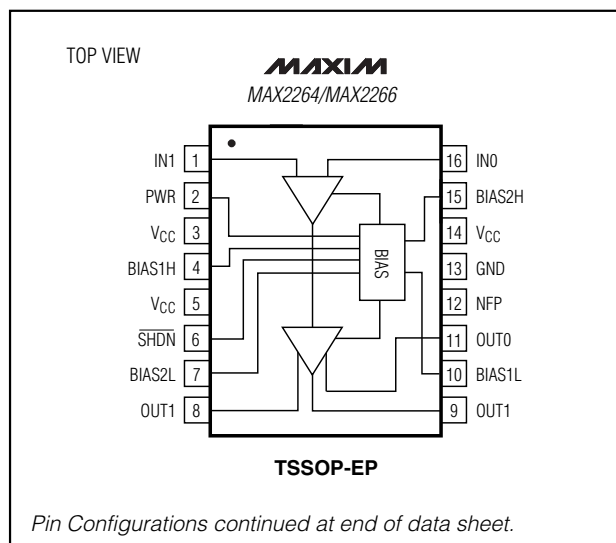 TOP VIEW
MAXIM
MAX2264/MAX2266
IN1 1
PWR 2
VCC 3
BIAS1H 4
VCC 5
SHDN 6
BIAS2L 7
OUT1 8
BIAS
16 IN0
15 BIAS2H
14 VCC
13 GND
12 NFP
11 OUT0
10 BIAS1L
9 OUT1
TSSOP-EP
Pin Configurations continued at end of data sheet.